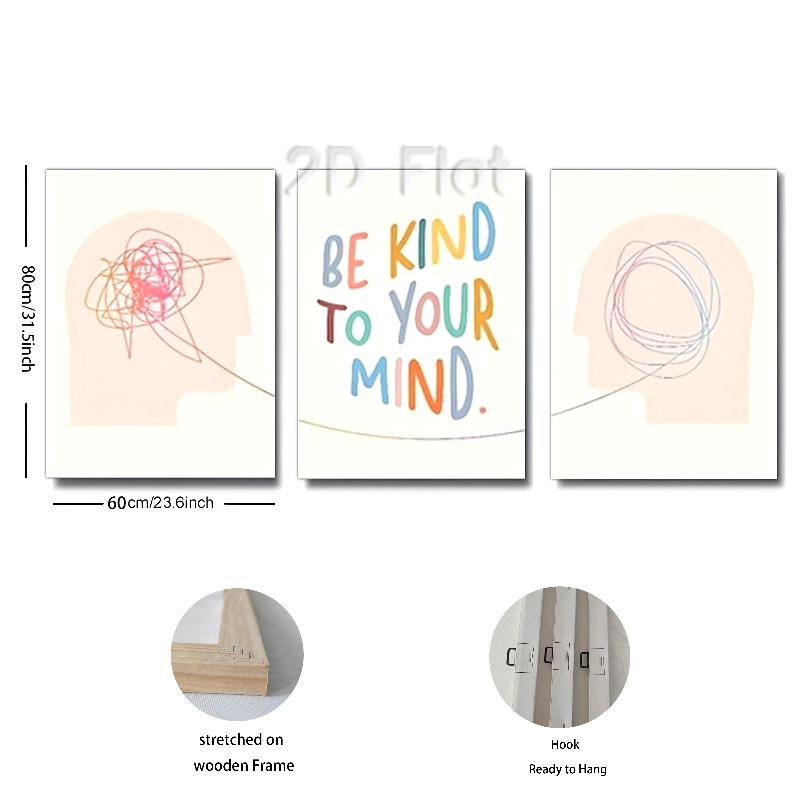 2D Flat
BE KIND
TO YOUR
MIND.
80cm/31.5inch
60cm/23.6inch
stretched on
wooden Frame
Hook
Ready to Hang